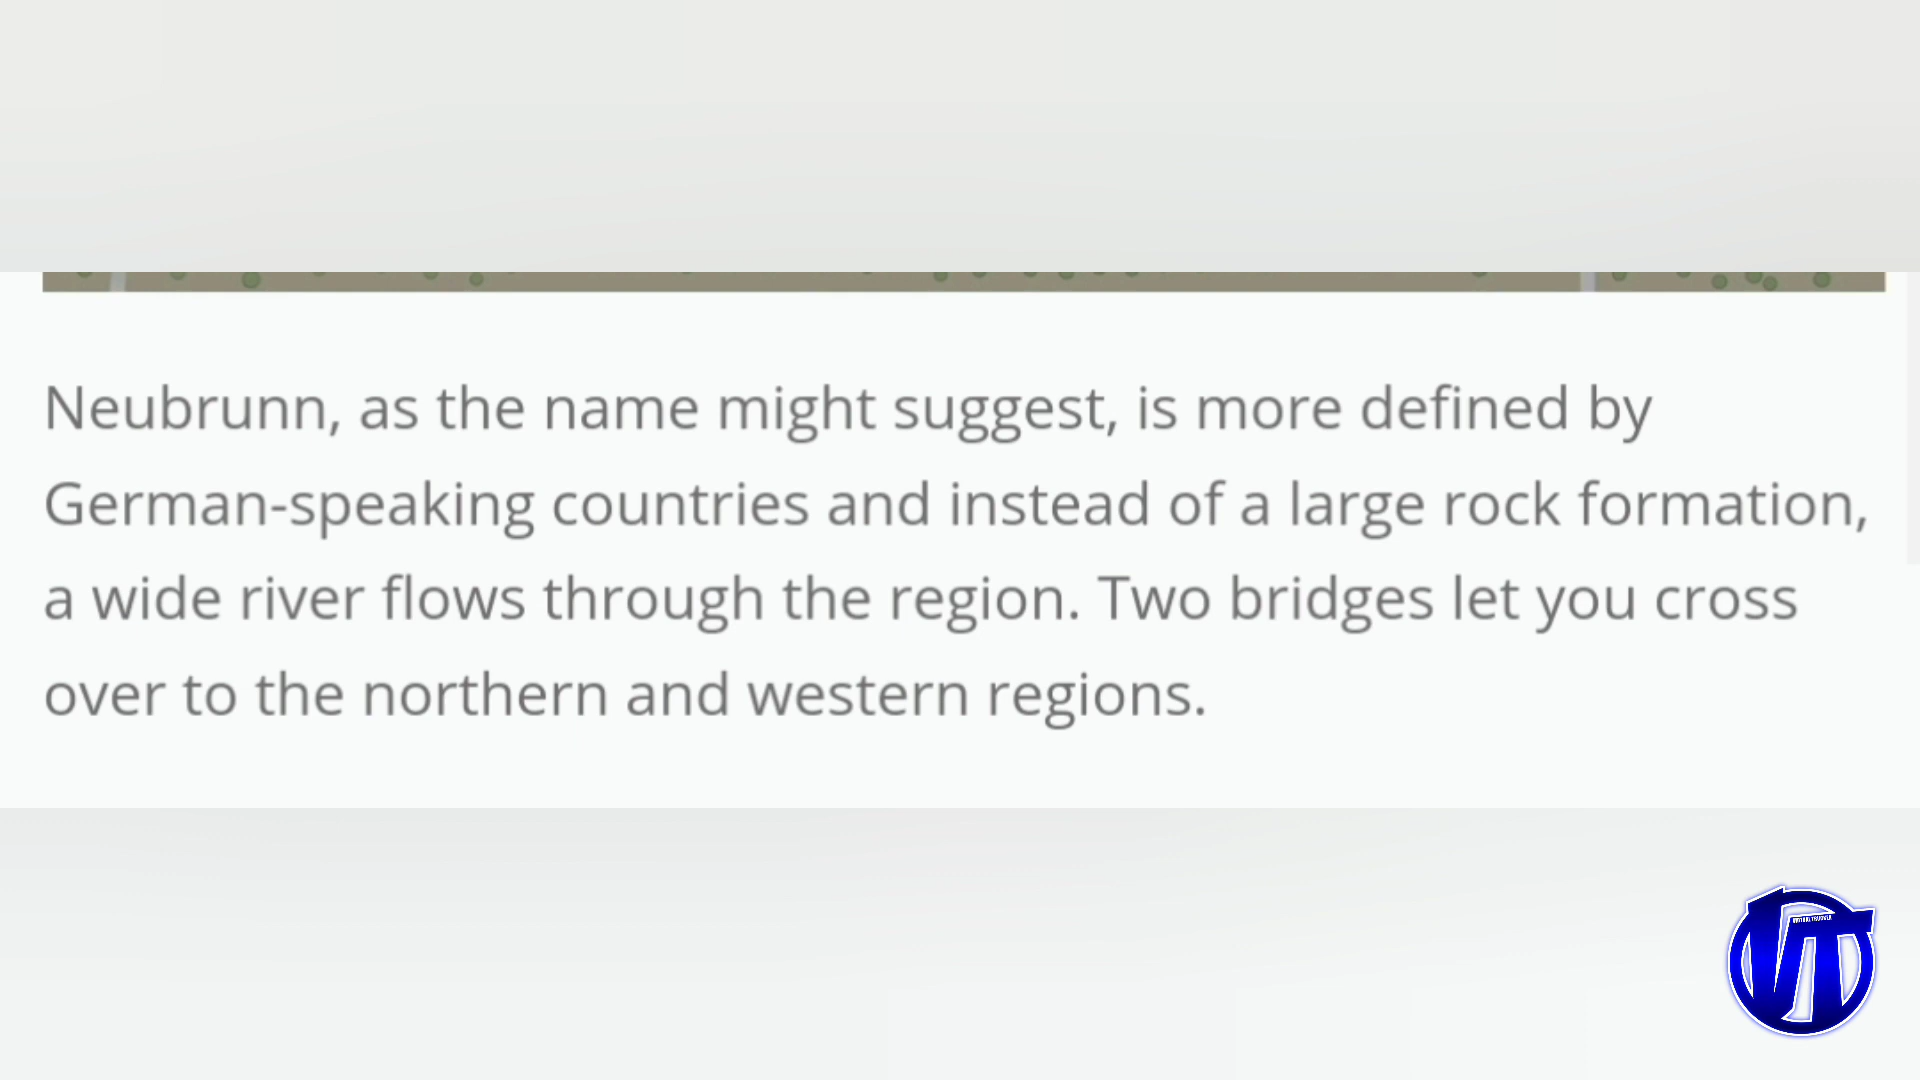 Neubrunn, as the name might suggest, is more defined by
German-speaking countries and instead of a large rock formation,
a wide river flows through the region. Two bridges let you cross
over to the northern and western regions.
VT